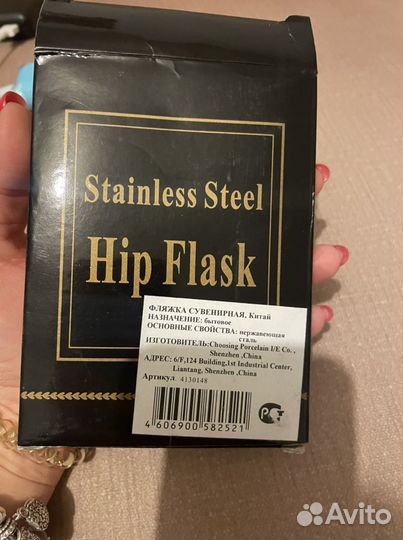 Stainless Steel
Hip Flask
ФЛЯЖКА СУВЕНИРНАЯ, Китай
НАЗНАЧЕНИЕ: бытовое
ОСНОВНЫЕ СВОЙСТВА: нержавеющая
сталь
ИЗГОТОВИТЕЛЬ:Choosing Porcelain I/E Co. ,
Shenzhen ,China
АДРЕС: 6/F,124 Building,1st Industrial Center,
Liantang, Shenzhen ,China
Артикул 4130148
4 606900 582521
Avito